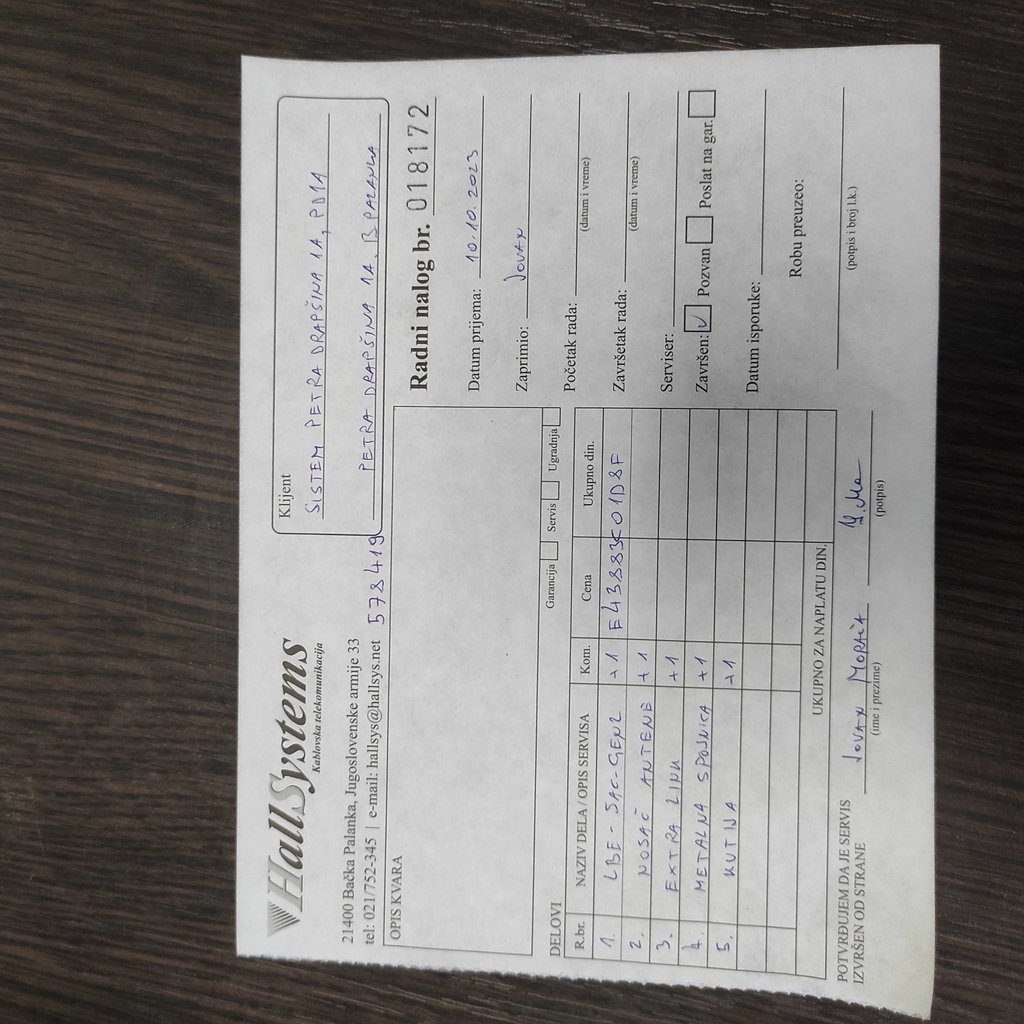 HallSystems
Kablovska telekomunikacija
21400 Bačka Palanka, Jugoslovenske armije 33
tel: 021/752-345 | e-mail: hallsys@hallsys.net
578419
Klijent
SISTEM PETRA DRAPŠINA 1A,
PETRA DRAPŠINA 1A, B. PALANKA
OPIS KVARA
Radni nalog br. 018172
Datum prijema: 10.10.2023
Zaprimio: JOVAN
Početak rada:
(datum i vreme)
Završetak rada:
(datum i vreme)
Serviser:
Završen: ✓ Pozvan Poslat na gar.
Datum isporuke:
Robu preuzeo:
(potpis i broj l.k.)
DELOVI
Garancija Servis Ugradnja
R.br. NAZIV DELA / OPIS SERVISA Kom. Cena Ukupno din.
1. LBE-5AC-GEN2 +1 E43883C01D8F
2. NOSAČ ANTENE +1
3. EXTRA LINK +1
4. METALNA SPOJNICA +1
5. KUTIJA +1
UKUPNO ZA NAPLATU DIN.
POTVRĐUJEM DA JE SERVIS
IZVRŠEN OD STRANE
JOVAN MORAČA
(ime i prezime)
(potpis)